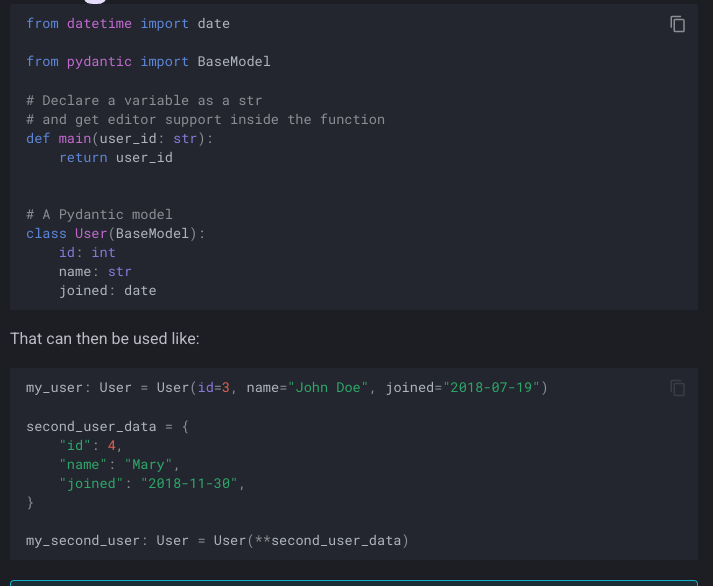 from datetime import date

from pydantic import BaseModel

# Declare a variable as a str
# and get editor support inside the function
def main(user_id: str):
    return user_id


# A Pydantic model
class User(BaseModel):
    id: int
    name: str
    joined: date

That can then be used like:

my_user: User = User(id=3, name="John Doe", joined="2018-07-19")

second_user_data = {
    "id": 4,
    "name": "Mary",
    "joined": "2018-11-30",
}

my_second_user: User = User(**second_user_data)